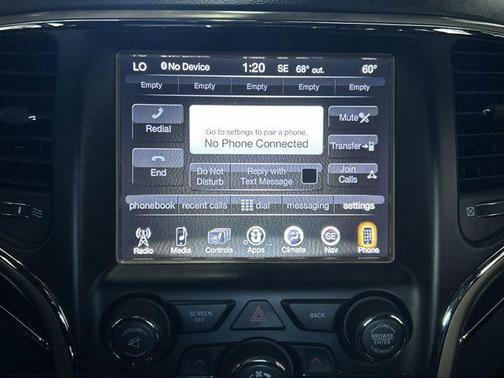 LO No Device 1:20 SE 68° out. 60°
Empty Empty Empty Empty Empty
Redial
Go to settings to pair a phone.
No Phone Connected
Mute
Transfer
End
Do Not Disturb
Reply with Text Message
Join Calls
phonebook recent calls dial messaging settings
SE
Radio Media Controls Apps Climate Nav Phone
SCREEN OFF
BACK
BROWSE
ENTER
SCROLL